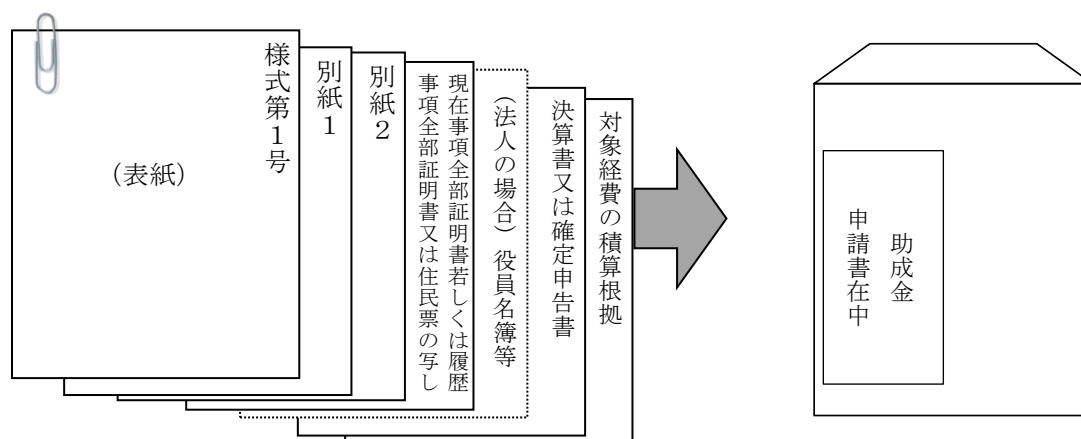 様式第１号
（表紙）
別紙１
別紙２
現在事項全部証明書若しくは履歴
事項全部証明書又は住民票の写し
（法人の場合）役員名簿等
決算書又は確定申告書
対象経費の積算根拠
助成金
申請書在中